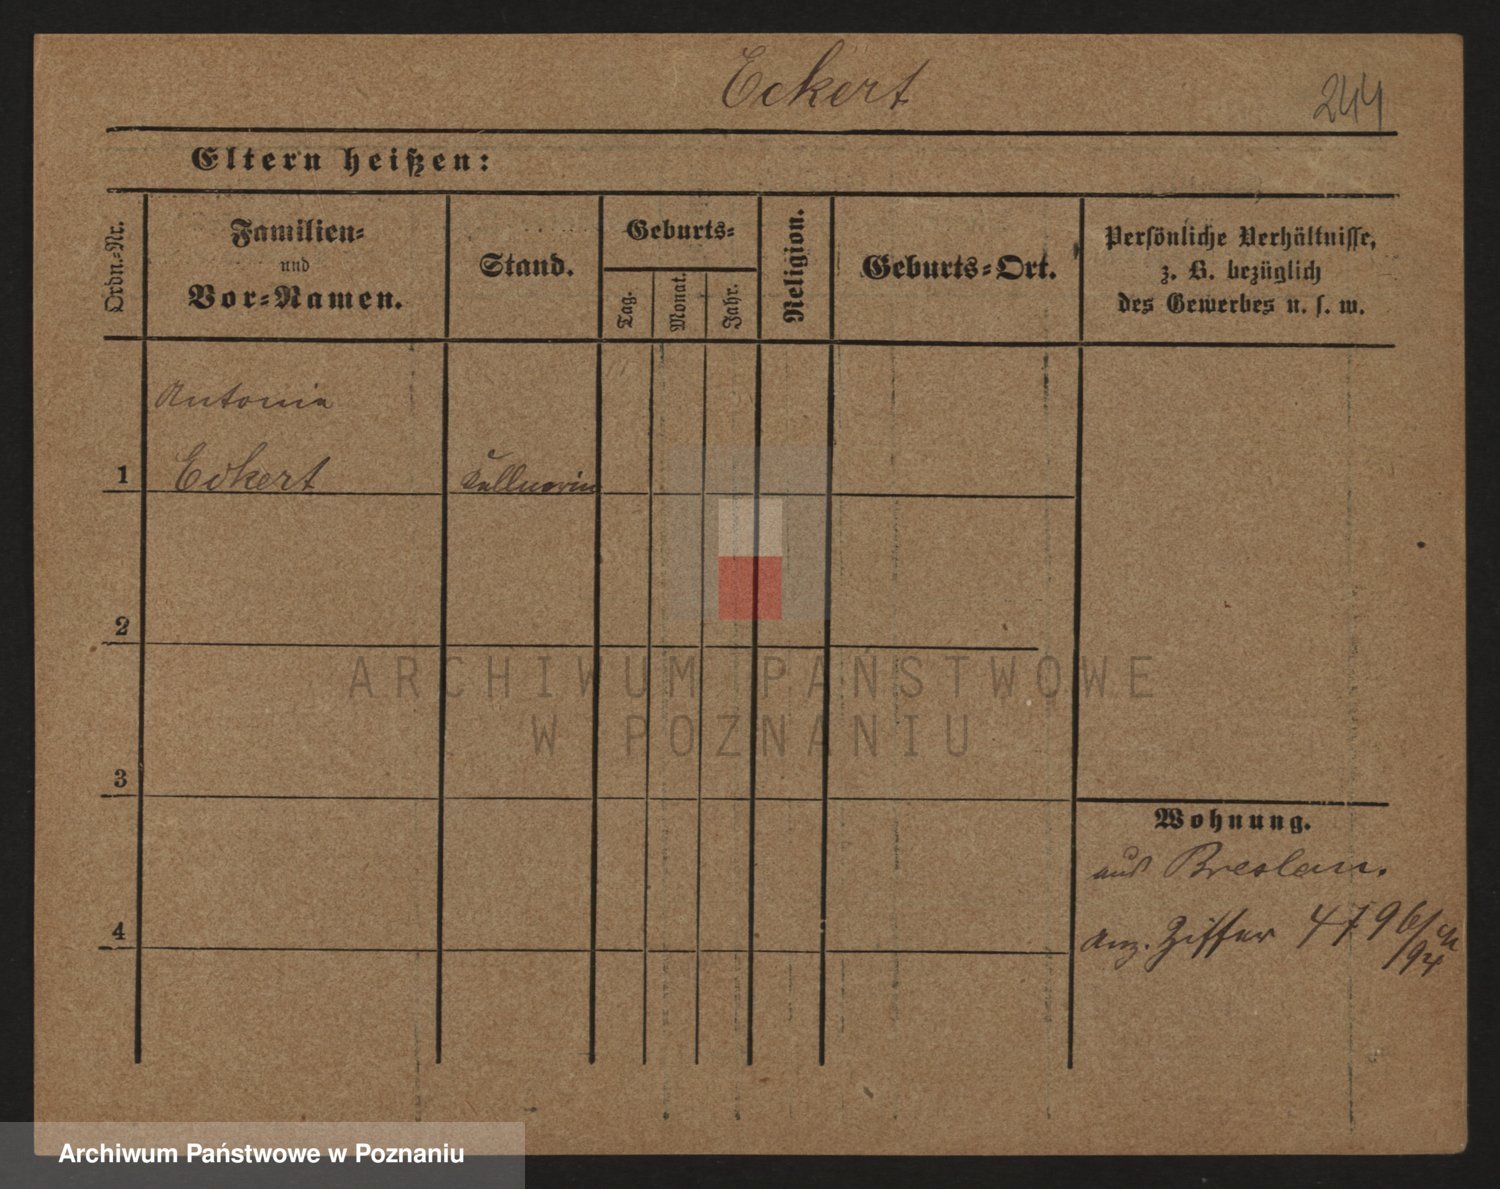 Eckert
244
Eltern heißen:
Ordn.-Nr.
Familien-
und
Vor-Namen.
Stand.
Geburts-
Tag.
Monat.
Jahr.
Religion.
Geburts-Ort.
Persönliche Verhältnisse,
z. B. bezüglich
des Gewerbes u. s. w.
Antonia
1
Eckert
Kellnerin
2
ARCHIWUM PAŃSTWOWE
W POZNANIU
3
Wohnung.
aus Breslau.
4
Anz. Ziffer 4796
94
Archiwum Państwowe w Poznaniu